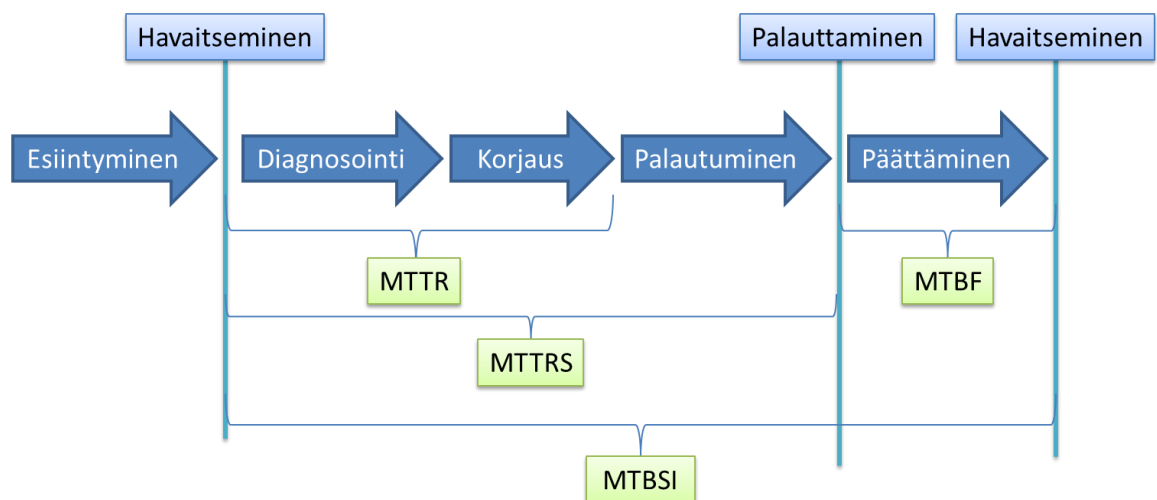 Havaitseminen
Palauttaminen
Havaitseminen
Esiintyminen
Diagnosointi
Korjaus
Palautuminen
Päättäminen
MTTR
MTBF
MTTRS
MTBSI